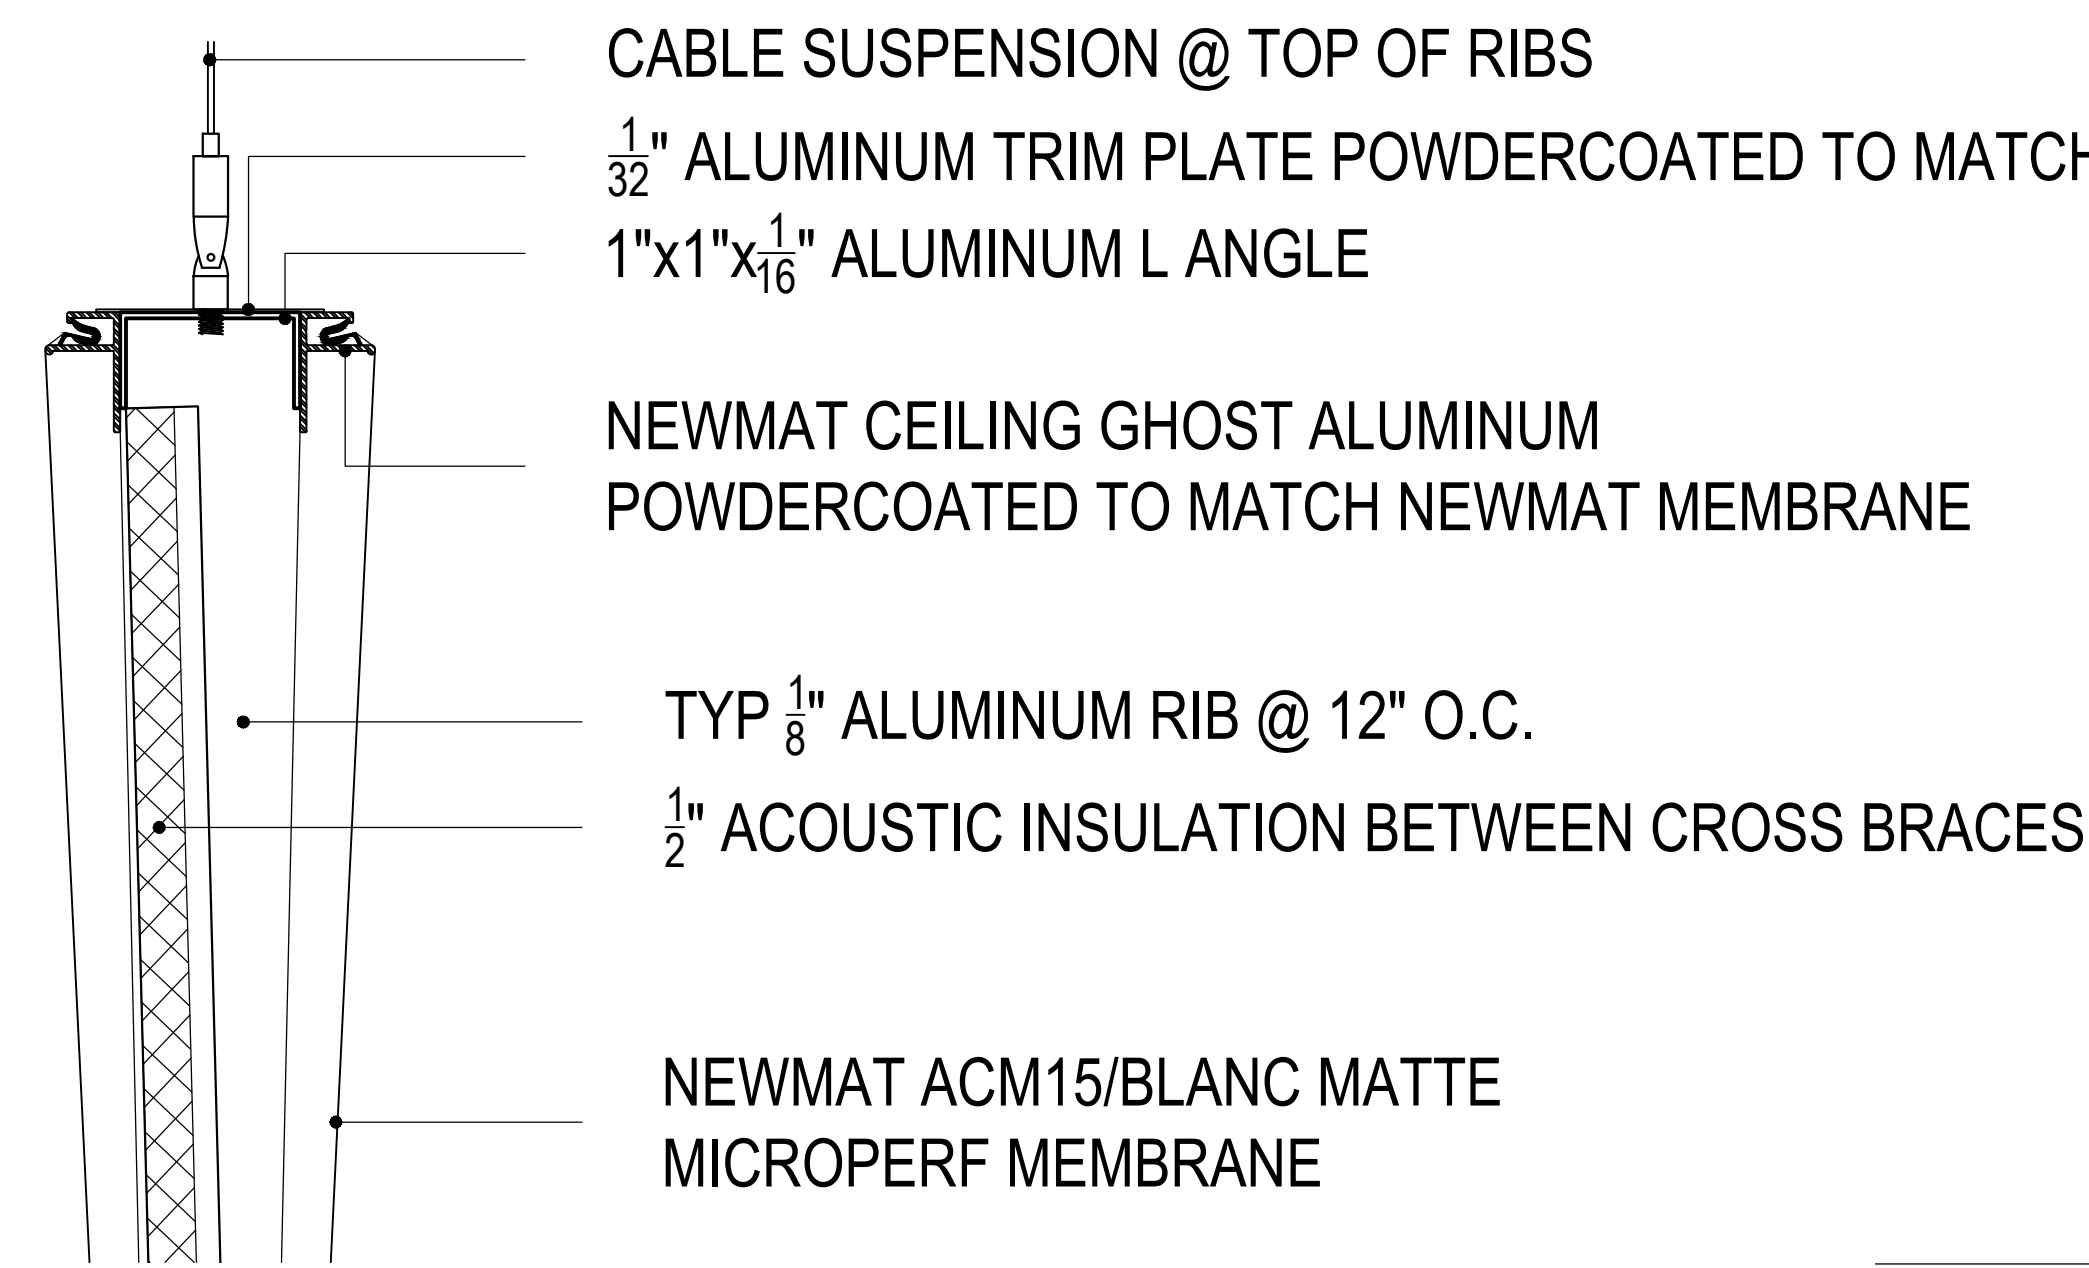 CABLE SUSPENSION @ TOP OF RIBS
1/32" ALUMINUM TRIM PLATE POWDERCOATED TO MATCH
1"x1"x1/16" ALUMINUM L ANGLE
NEWMAT CEILING GHOST ALUMINUM
POWDERCOATED TO MATCH NEWMAT MEMBRANE
TYP 1/8" ALUMINUM RIB @ 12" O.C.
1/2" ACOUSTIC INSULATION BETWEEN CROSS BRACES
NEWMAT ACM15/BLANC MATTE
MICROPERF MEMBRANE